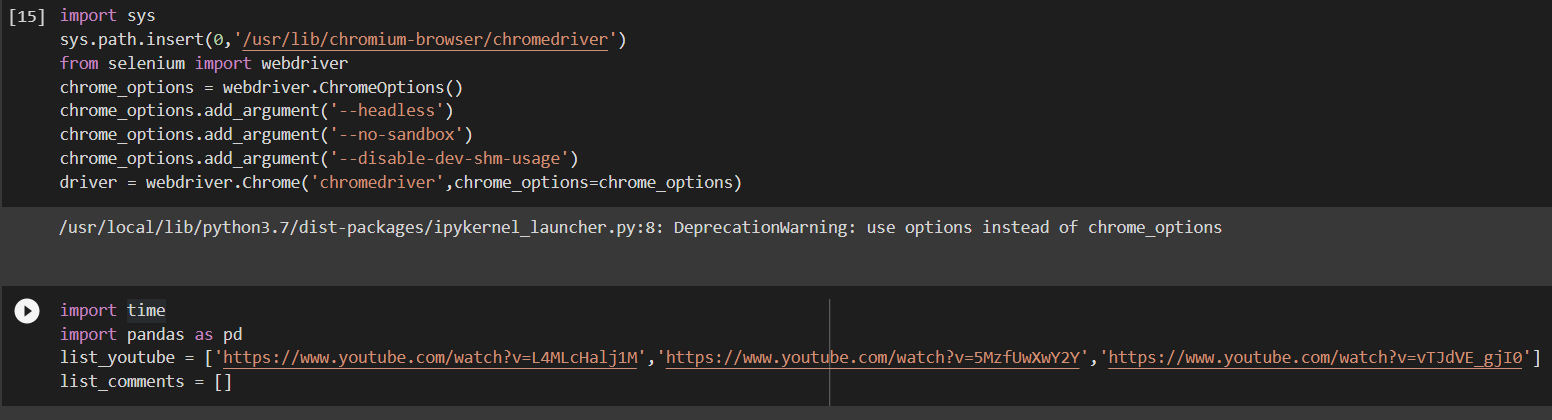 [15] import sys
sys.path.insert(0,'/usr/lib/chromium-browser/chromedriver')
from selenium import webdriver
chrome_options = webdriver.ChromeOptions()
chrome_options.add_argument('--headless')
chrome_options.add_argument('--no-sandbox')
chrome_options.add_argument('--disable-dev-shm-usage')
driver = webdriver.Chrome('chromedriver',chrome_options=chrome_options)
/usr/local/lib/python3.7/dist-packages/ipykernel_launcher.py:8: DeprecationWarning: use options instead of chrome_options
import time
import pandas as pd
list_youtube = ['https://www.youtube.com/watch?v=L4MLcHalj1M','https://www.youtube.com/watch?v=5MzfUwXwY2Y','https://www.youtube.com/watch?v=vTJdVE_gjI0']
list_comments = []